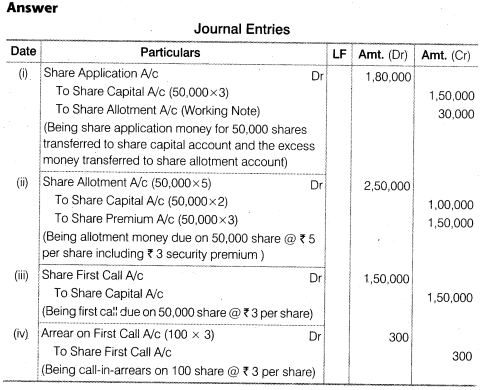 Answer
Journal Entries
Date Particulars LF Amt. (Dr) Amt. (Cr)
(i) Share Application A/c Dr 1,80,000
To Share Capital A/c (50,000×3) 1,50,000
To Share Allotment A/c (Working Note) 30,000
(Being share application money for 50,000 shares
transferred to share capital account and the excess
money transferred to share allotment account)
(ii) Share Allotment A/c (50,000×5) Dr 2,50,000
To Share Capital A/c (50,000×2) 1,00,000
To Share Premium A/c (50,000×3) 1,50,000
(Being allotment money due on 50,000 share @ ₹ 5
per share including ₹ 3 security premium )
(iii) Share First Call A/c Dr 1,50,000
To Share Capital A/c 1,50,000
(Being first call due on 50,000 share @ ₹ 3 per share)
(iv) Arrear on First Call A/c (100 × 3) Dr 300
To Share First Call A/c 300
(Being call-in-arrears on 100 share @ ₹ 3 per share)